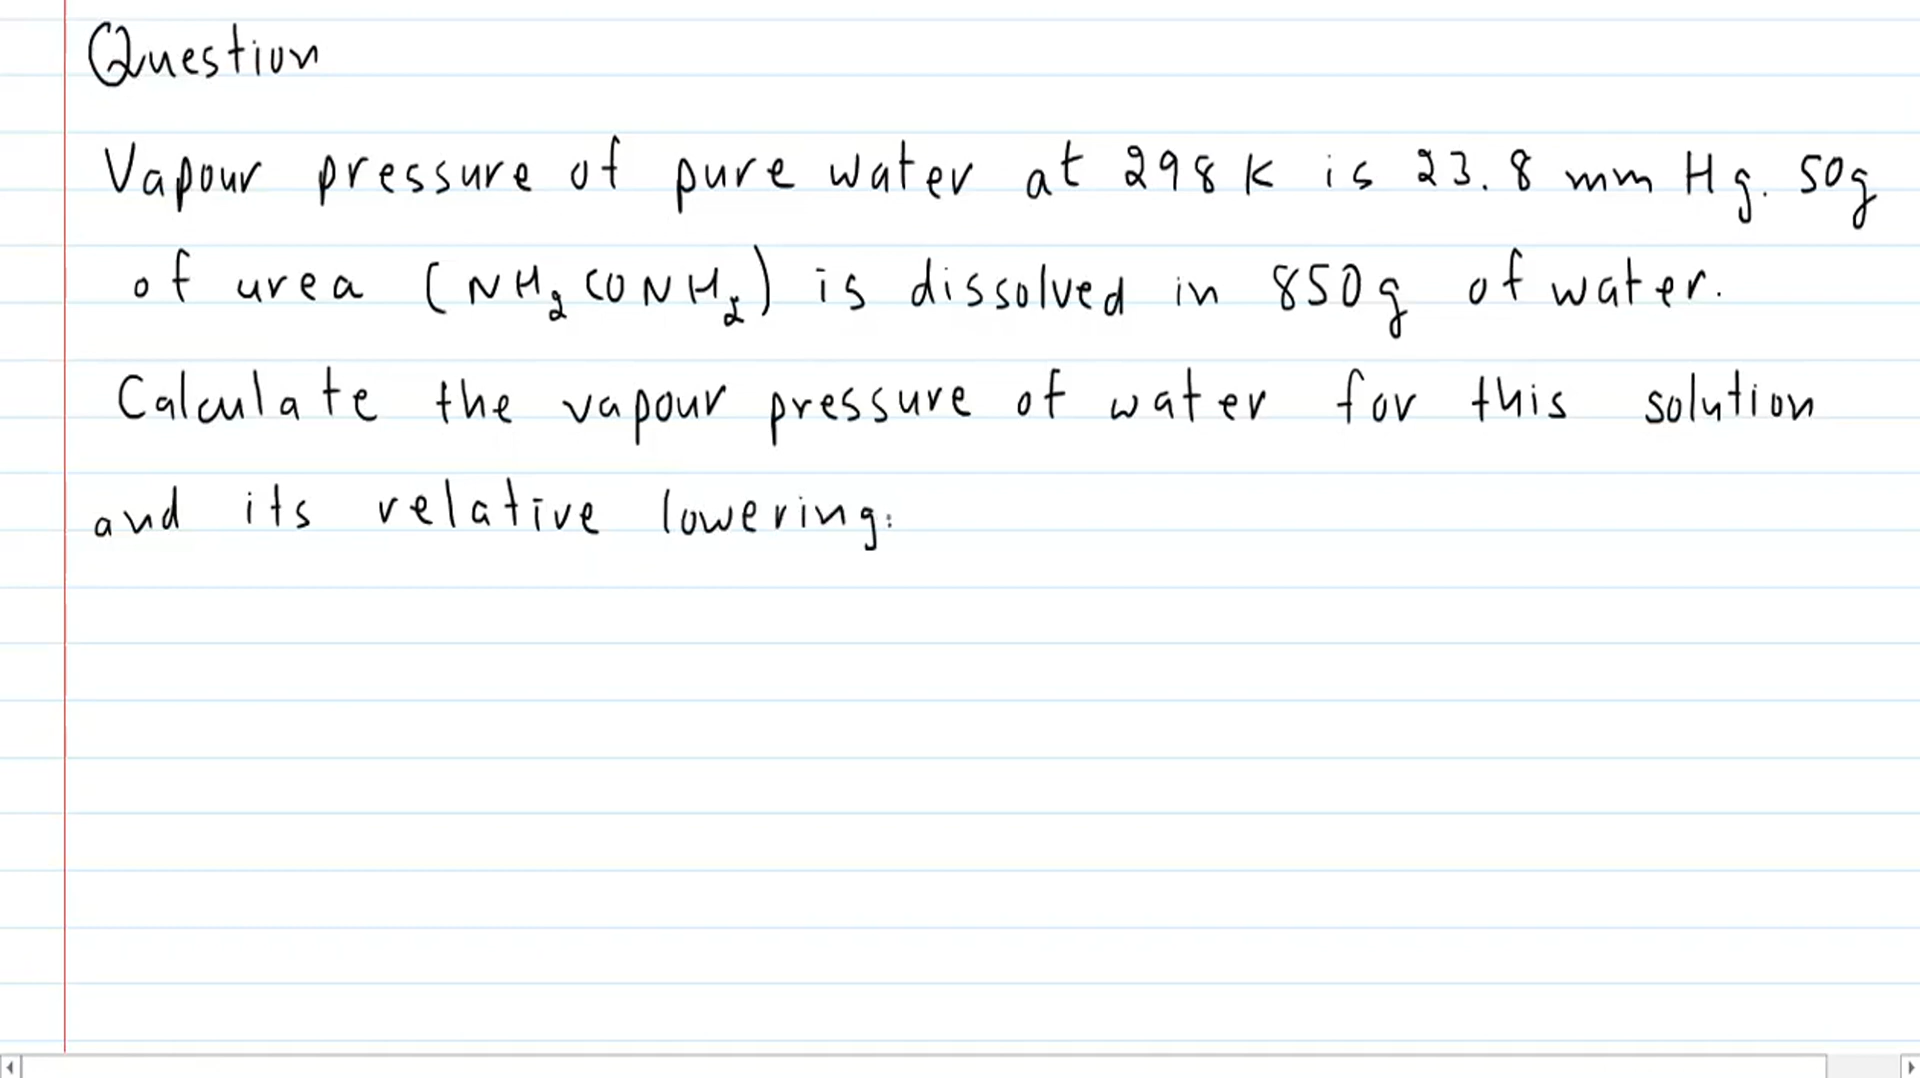 Question
Vapour pressure of pure water at 298 K is 23.8 mm Hg. 50g
of urea (NH₂CONH₂) is dissolved in 850g of water.
Calculate the vapour pressure of water for this solution
and its relative lowering.